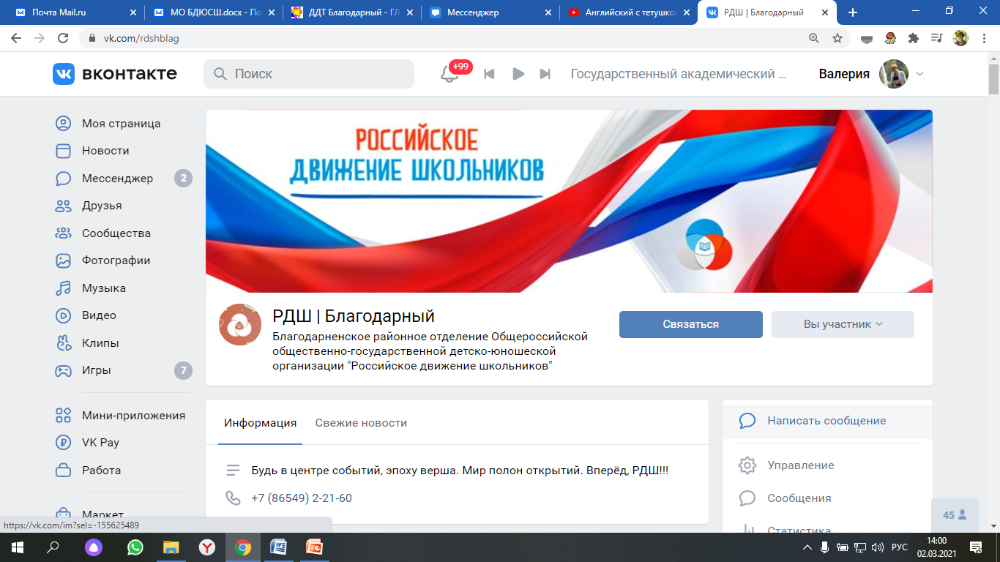 Почта Mail.ru
МО БДЮСШ.docx - По
ДДТ Благодарный - ГЛ
Мессенджер
Английский с тетушкой
РДШ | Благодарный
vk.com/rdshblag
вконтакте
Поиск
+99
Государственный академический ...
Валерия
Моя страница
Новости
Мессенджер 2
Друзья
Сообщества
Фотографии
Музыка
Видео
Клипы
Игры 7
Мини-приложения
VK Pay
Работа
Маркет
РОССИЙСКОЕ
ДВИЖЕНИЕ ШКОЛЬНИКОВ
РДШ | Благодарный
Благодарненское районное отделение Общероссийской
общественно-государственной детско-юношеской
организации "Российское движение школьников"
Связаться
Вы участник
Информация
Свежие новости
Будь в центре событий, эпоху верша. Мир полон открытий. Вперёд, РДШ!!!
+7 (86549) 2-21-60
Написать сообщение
Управление
Сообщения
Статистика
45
https://vk.com/im?sel=-155625489
РУС
14:00
02.03.2021